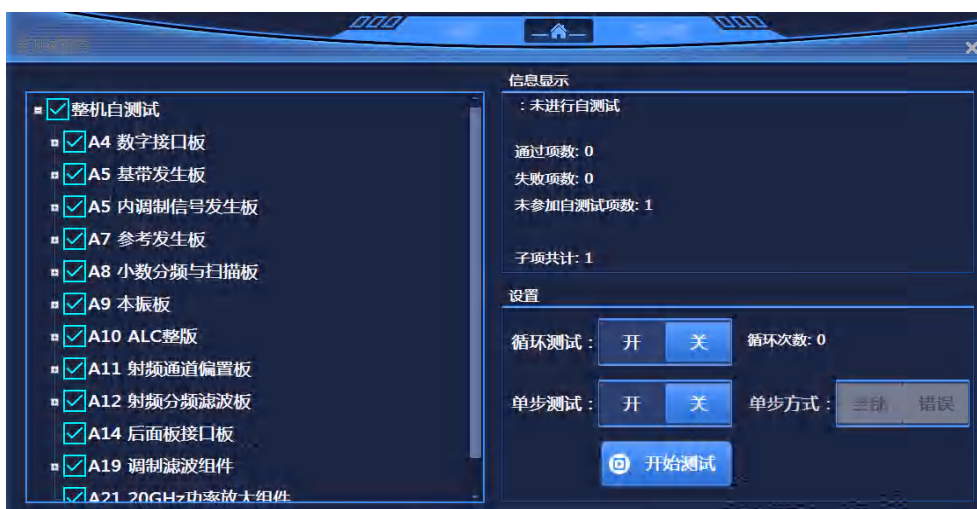 整机自测试
A4 数字接口板
A5 基带发生板
A5 内调制信号发生板
A7 参考发生板
A8 小数分频与扫描板
A9 本振板
A10 ALC整版
A11 射频通道偏置板
A12 射频分频滤波板
A14 后面板接口板
A19 调制滤波组件
A21 20GHz功率放大组件
信息显示
：未进行自测试
通过项数: 0
失败项数: 0
未参加自测试项数: 1
子项共计: 1
设置
循环测试： 开 关 循环次数: 0
单步测试： 开 关 单步方式： 错误
开始测试